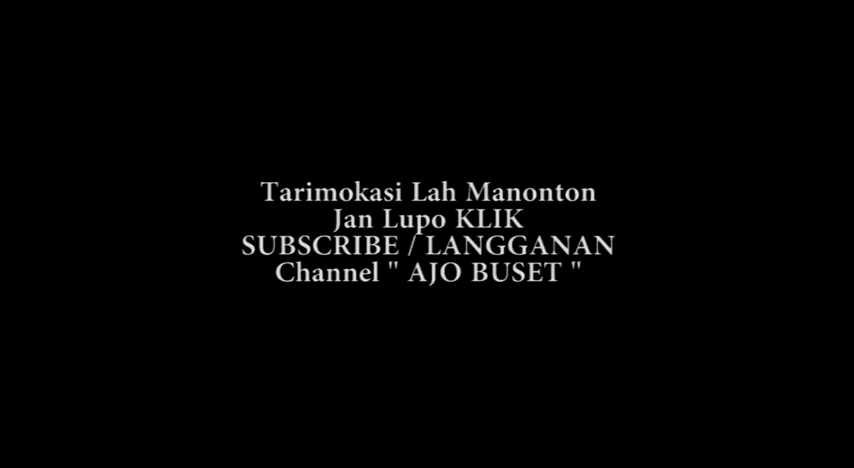 Tarimokasi Lah Manonton
Jan Lupo KLIK
SUBSCRIBE / LANGGANAN
Channel " AJO BUSET "